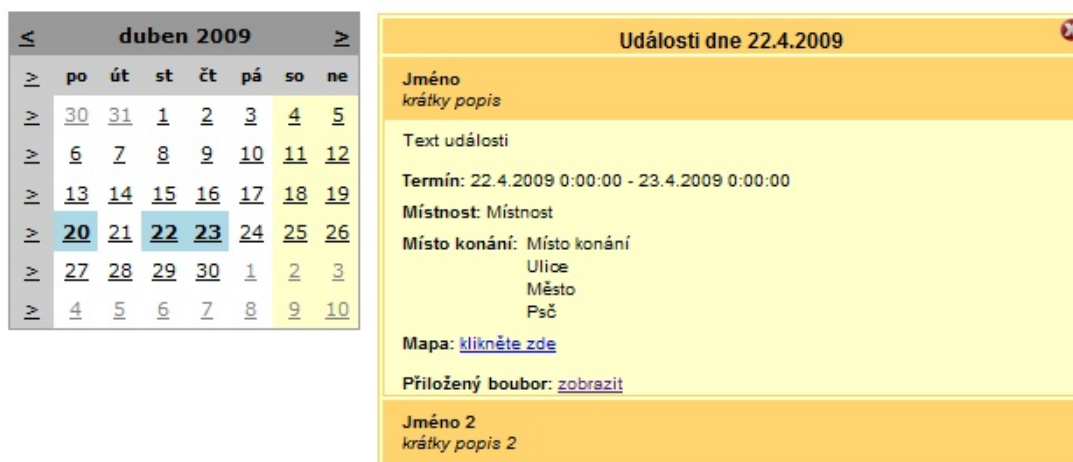 < duben 2009 >
> po út st čt pá so ne
> 30 31 1 2 3 4 5
> 6 7 8 9 10 11 12
> 13 14 15 16 17 18 19
> 20 21 22 23 24 25 26
> 27 28 29 30 1 2 3
> 4 5 6 7 8 9 10
Události dne 22.4.2009
Jméno
krátky popis
Text události
Termín: 22.4.2009 0:00:00 - 23.4.2009 0:00:00
Místnost: Místnost
Místo konání: Místo konání
Ulice
Město
Psč
Mapa: klikněte zde
Přiložený boubor: zobrazit
Jméno 2
krátky popis 2